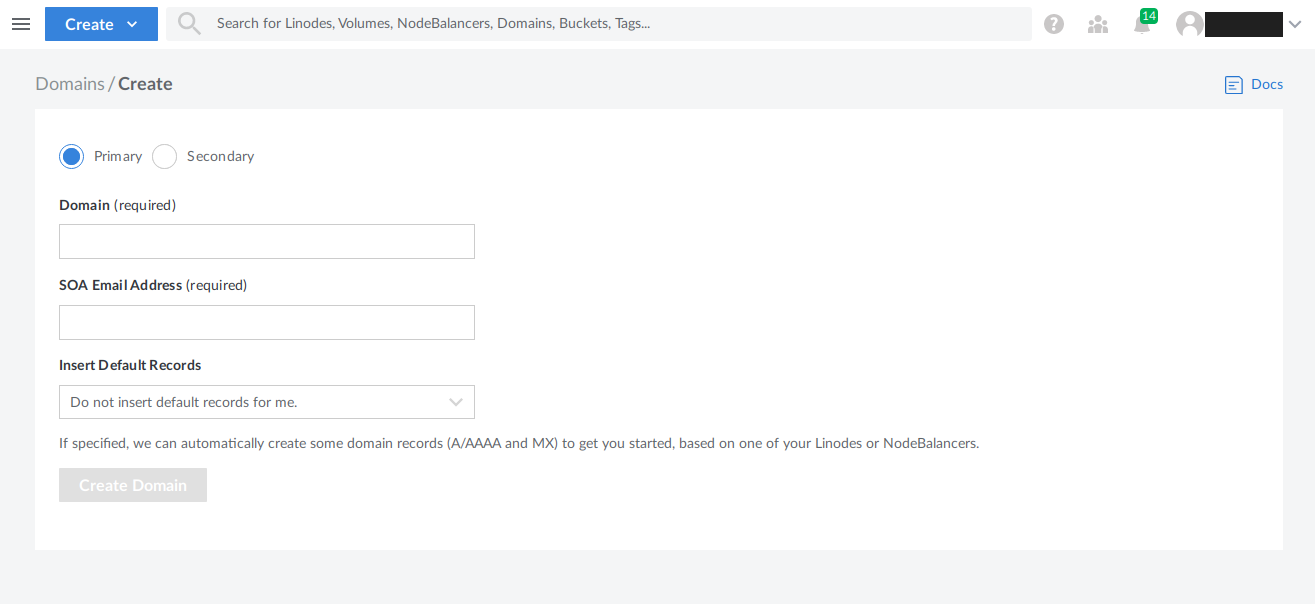 Create
Search for Linodes, Volumes, NodeBalancers, Domains, Buckets, Tags...
?
14
Domains / Create
Docs
Primary
Secondary
Domain (required)
SOA Email Address (required)
Insert Default Records
Do not insert default records for me.
If specified, we can automatically create some domain records (A/AAAA and MX) to get you started, based on one of your Linodes or NodeBalancers.
Create Domain